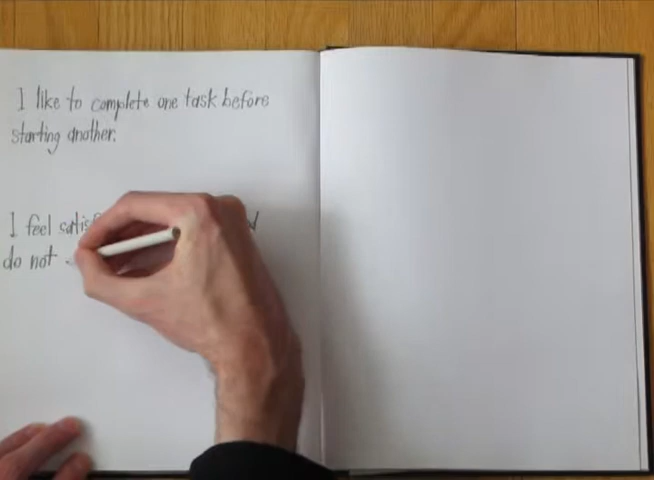 I like to complete one task before
starting another.
I feel
do not